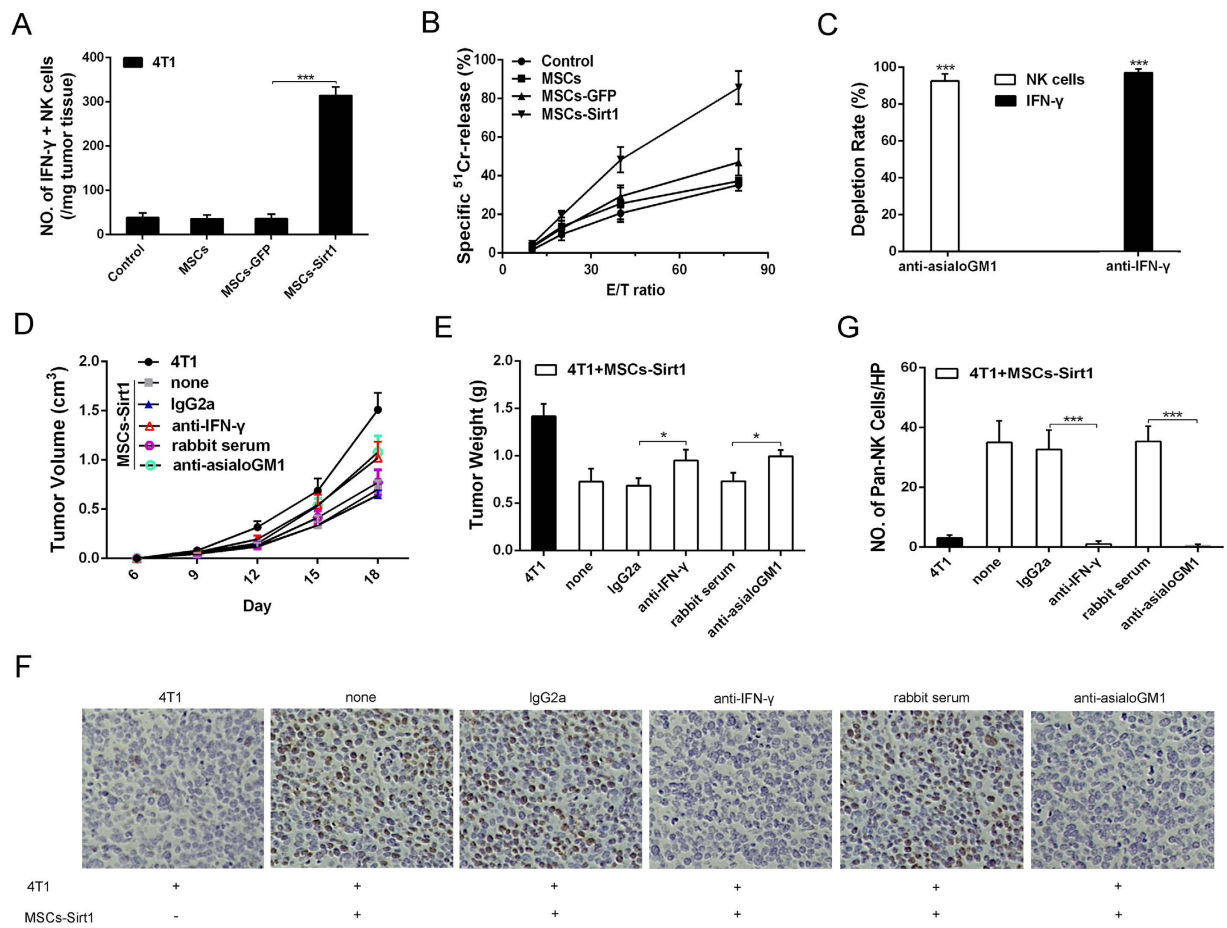 A
NO. of IFN-γ + NK cells
(/mg tumor tissue)
400
300
200
100
0
4T1
***
Control
MSCs
MSCs-GFP
MSCs-Sirt1
B
Specific ⁵¹Cr-release (%)
100
80
60
40
20
0
Control
MSCs
MSCs-GFP
MSCs-Sirt1
0
30
60
90
E/T ratio
C
Depletion Rate (%)
100
80
60
40
20
0
***
***
NK cells
IFN-γ
anti-asialoGM1
anti-IFN-γ
D
Tumor Volume (cm³)
2.0
1.5
1.0
0.5
0.0
4T1
MSCs-Sirt1
none
IgG2a
anti-IFN-γ
rabbit serum
anti-asialoGM1
6
9
12
15
18
Day
E
Tumor Weight (g)
2.0
1.5
1.0
0.5
0.0
4T1+MSCs-Sirt1
*
*
4T1
none
IgG2a
anti-IFN-γ
rabbit serum
anti-asialoGM1
G
NO. of Pan-NK Cells/HP
60
40
20
0
4T1+MSCs-Sirt1
***
***
4T1
none
IgG2a
anti-IFN-γ
rabbit serum
anti-asialoGM1
F
4T1 none IgG2a anti-IFN-γ rabbit serum anti-asialoGM1
4T1 + + + + + +
MSCs-Sirt1 - + + + + +